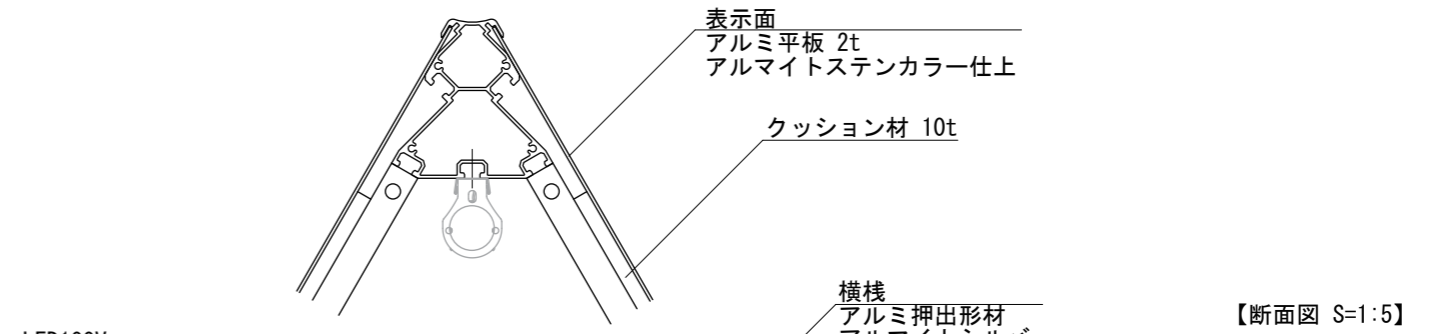 表示面
アルミ平板 2t
アルマイトステンカラー仕上
クッション材 10t
横桟
アルミ押出形材
【断面図 S=1:5】